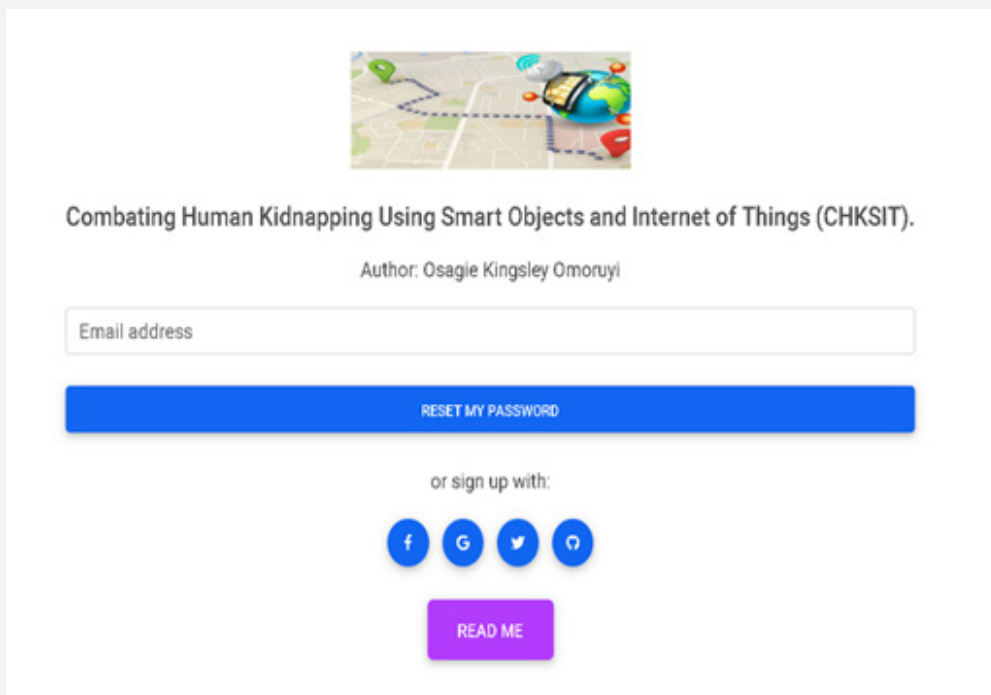 Combating Human Kidnapping Using Smart Objects and Internet of Things (CHKSIT).
Author: Osagie Kingsley Omoruyi
Email address
RESET MY PASSWORD
or sign up with:
READ ME